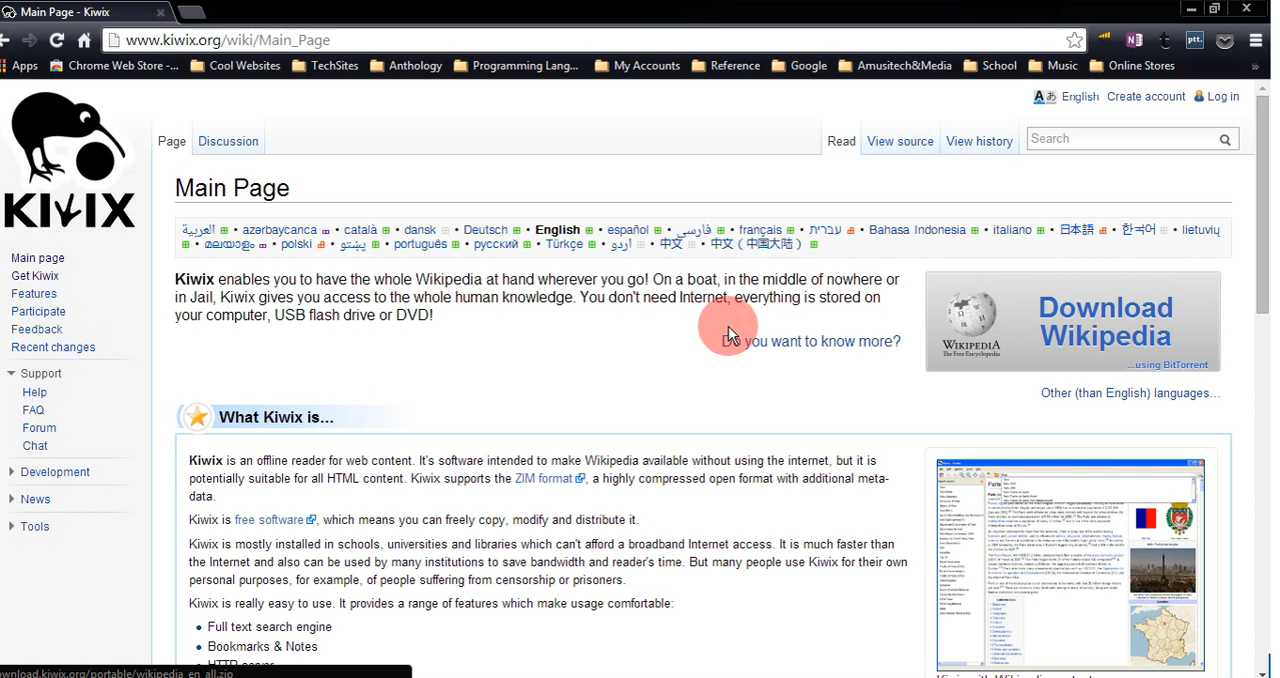 Main Page - Kiwix
www.kiwix.org/wiki/Main_Page
Apps Chrome Web Store -... Cool Websites TechSites Anthology Programming Lang... My Accounts Reference Google Amusitech&Media School Music Online Stores »
English Create account Log in
KIWIX
Page Discussion Read View source View history Search
Main Page
العربية • azərbaycanca • català • dansk • Deutsch • English • español • فارسی • français • עברית • Bahasa Indonesia • italiano • 日本語 • 한국어 • lietuvių
• മലയാളം • polski • پښتو • português • русский • Türkçe • اردو • 中文 • 中文（中国大陆）
Main page
Get Kiwix
Features
Participate
Feedback
Recent changes
Support
Help
FAQ
Forum
Chat
Development
News
Tools
Kiwix enables you to have the whole Wikipedia at hand wherever you go! On a boat, in the middle of nowhere or
in Jail, Kiwix gives you access to the whole human knowledge. You don't need Internet, everything is stored on
your computer, USB flash drive or DVD!
Do you want to know more?
Download
Wikipedia
WIKIPEDIA
The Free Encyclopedia
...using BitTorrent
Other (than English) languages...
What Kiwix is...
Kiwix is an offline reader for web content. It's software intended to make Wikipedia available without using the internet, but it is
potentially suitable for all HTML content. Kiwix supports the ZIM format, a highly compressed open format with additional meta-
data.
Kiwix is free software, which means you can freely copy, modify and distribute it.
Kiwix is mostly installed in schools, universities and libraries which can't afford a broadband Internet access. It is much faster than
the Internet and also can be used by many institutions to save bandwidth and reader's time. But many people use Kiwix for their own
personal purposes, for example, of people suffering from censorship or prisoners.
Kiwix is really easy to use. It provides a range of features which make usage comfortable:
• Full text search engine
• Bookmarks & Notes
• HTTP server
ownload.kiwix.org/portable/wikipedia_en_all.zip